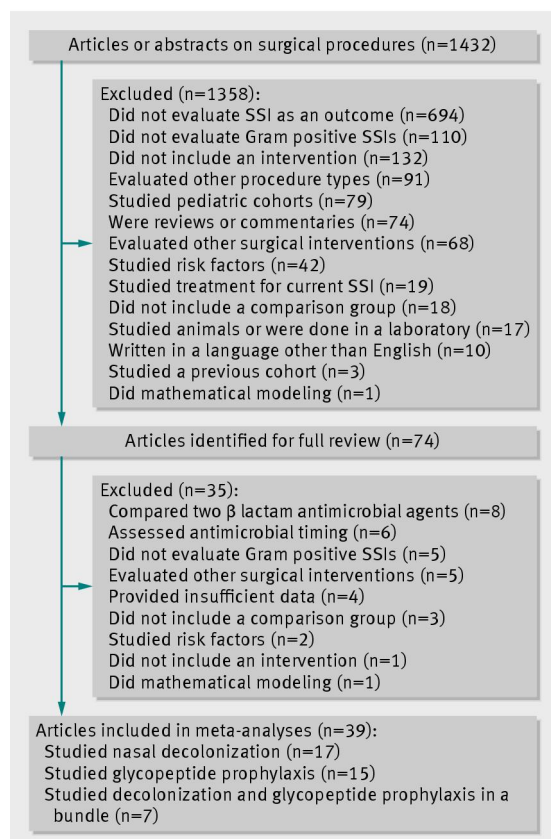 Articles or abstracts on surgical procedures (n=1432)
Excluded (n=1358):
Did not evaluate SSI as an outcome (n=694)
Did not evaluate Gram positive SSIs (n=110)
Did not include an intervention (n=132)
Evaluated other procedure types (n=91)
Studied pediatric cohorts (n=79)
Were reviews or commentaries (n=74)
Evaluated other surgical interventions (n=68)
Studied risk factors (n=42)
Studied treatment for current SSI (n=19)
Did not include a comparison group (n=18)
Studied animals or were done in a laboratory (n=17)
Written in a language other than English (n=10)
Studied a previous cohort (n=3)
Did mathematical modeling (n=1)
Articles identified for full review (n=74)
Excluded (n=35):
Compared two β lactam antimicrobial agents (n=8)
Assessed antimicrobial timing (n=6)
Did not evaluate Gram positive SSIs (n=5)
Evaluated other surgical interventions (n=5)
Provided insufficient data (n=4)
Did not include a comparison group (n=3)
Studied risk factors (n=2)
Did not include an intervention (n=1)
Did mathematical modeling (n=1)
Articles included in meta-analyses (n=39):
Studied nasal decolonization (n=17)
Studied glycopeptide prophylaxis (n=15)
Studied decolonization and glycopeptide prophylaxis in a
bundle (n=7)